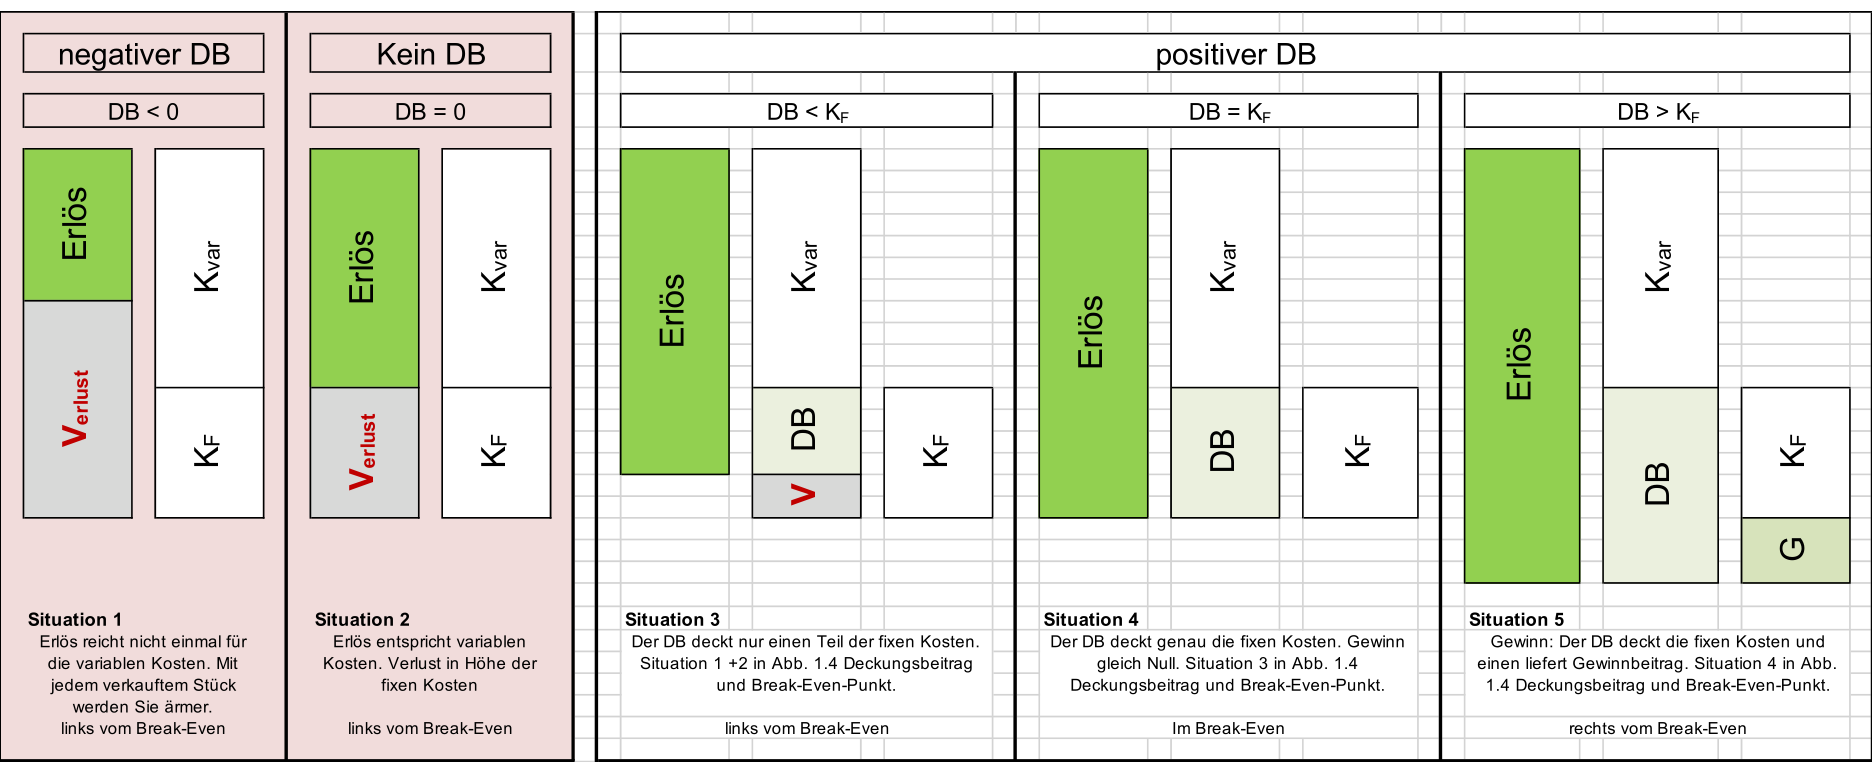 negativer DB
DB < 0
Erlös
Verlust
Kvar
KF
Situation 1
Erlös reicht nicht einmal für
die variablen Kosten. Mit
jedem verkauftem Stück
werden Sie ärmer.
links vom Break-Even
Kein DB
DB = 0
Erlös
Verlust
Kvar
KF
Situation 2
Erlös entspricht variablen
Kosten. Verlust in Höhe der
fixen Kosten
links vom Break-Even
positiver DB
DB < KF
Erlös
Kvar
DB
V
KF
Situation 3
Der DB deckt nur einen Teil der fixen Kosten.
Situation 1 +2 in Abb. 1.4 Deckungsbeitrag
und Break-Even-Punkt.
links vom Break-Even
DB = KF
Erlös
Kvar
DB
KF
Situation 4
Der DB deckt genau die fixen Kosten. Gewinn
gleich Null. Situation 3 in Abb. 1.4
Deckungsbeitrag und Break-Even-Punkt.
Im Break-Even
DB > KF
Erlös
Kvar
DB
KF
G
Situation 5
Gewinn: Der DB deckt die fixen Kosten und
einen liefert Gewinnbeitrag. Situation 4 in Abb.
1.4 Deckungsbeitrag und Break-Even-Punkt.
rechts vom Break-Even